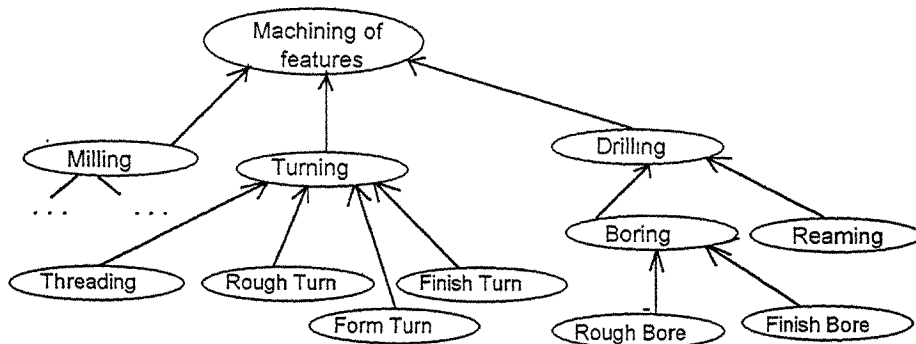 Machining of
features
Milling
Turning
Drilling
... ...
Boring
Reaming
Threading
Rough Turn
Finish Turn
Form Turn
Rough Bore
Finish Bore